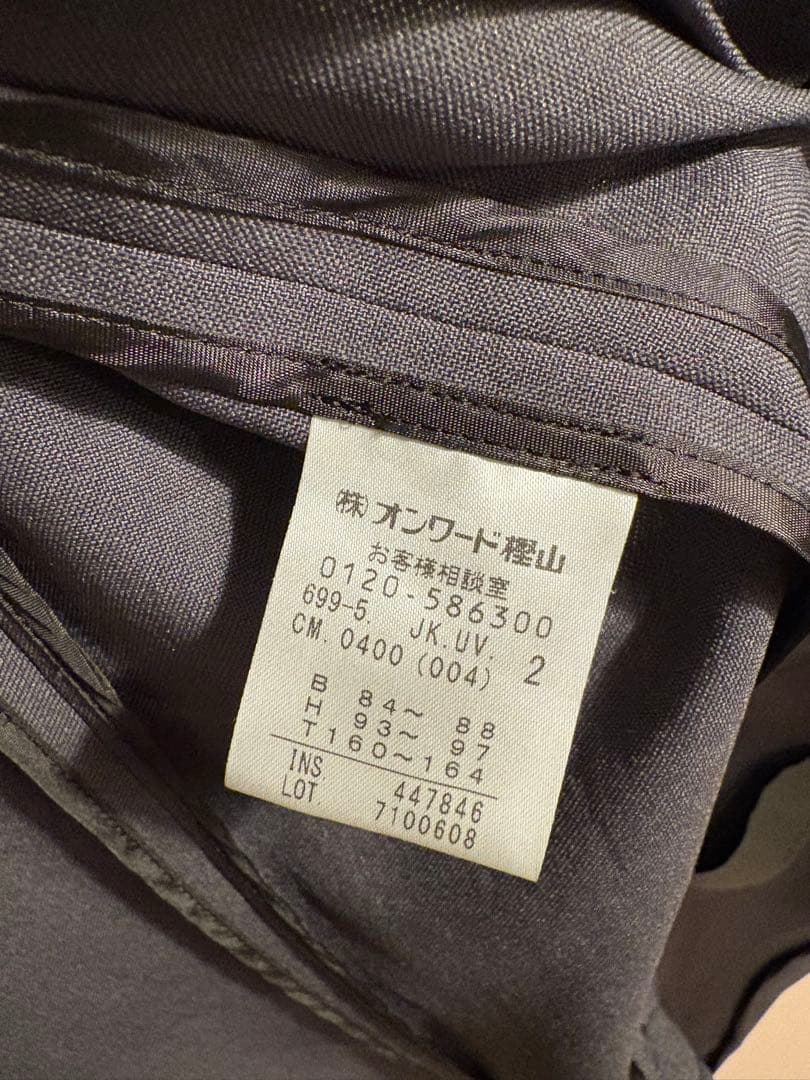 (株)オンワード樫山
お客様相談室
0120-586300
699-5. JK.UV. 2
CM. 0400 (004)
B 84〜 88
H 93〜 97
T160〜164
INS. 447846
LOT 7100608